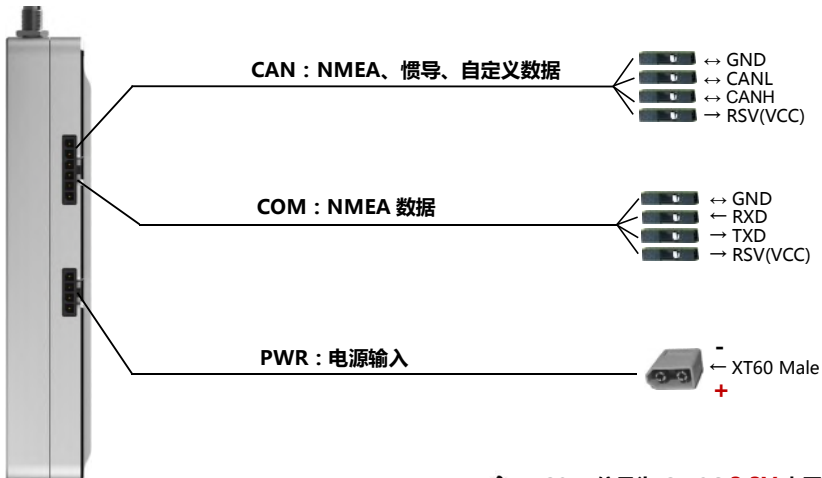 CAN：NMEA、惯导、自定义数据
↔ GND
↔ CANL
↔ CANH
→ RSV(VCC)
COM：NMEA 数据
↔ GND
← RXD
→ TXD
→ RSV(VCC)
PWR：电源输入
-
← XT60 Male
+